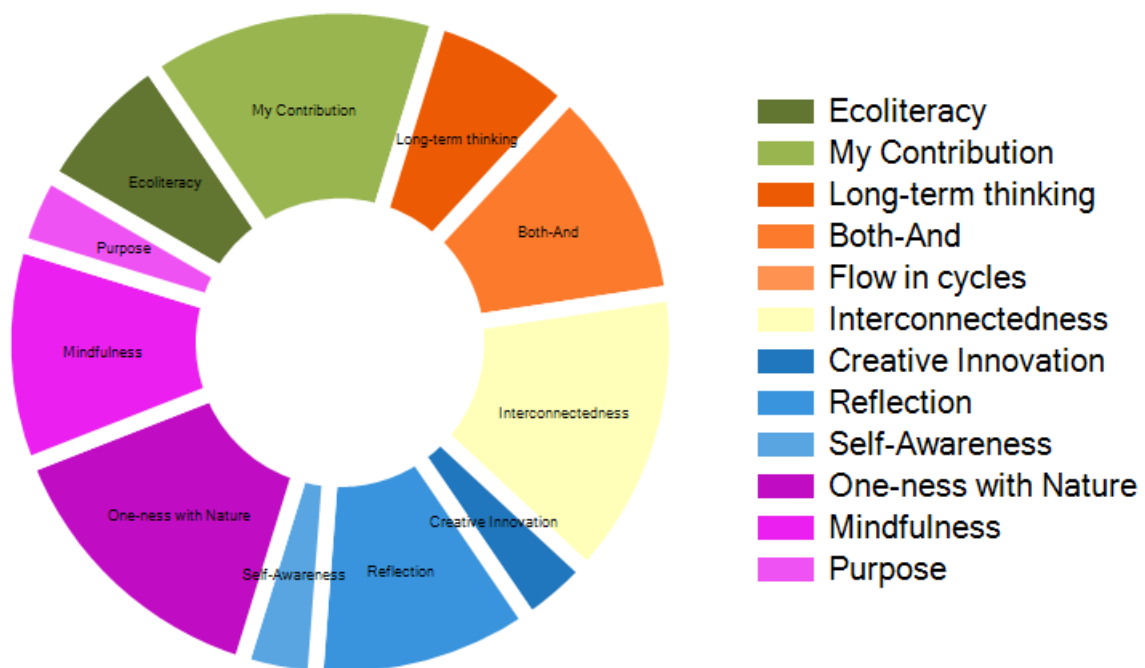 My Contribution
Long-term thinking
Ecoliteracy
Both-And
Purpose
Mindfulness
Interconnectedness
One-ness with Nature
Creative Innovation
Self-Awareness
Reflection
Ecoliteracy
My Contribution
Long-term thinking
Both-And
Flow in cycles
Interconnectedness
Creative Innovation
Reflection
Self-Awareness
One-ness with Nature
Mindfulness
Purpose